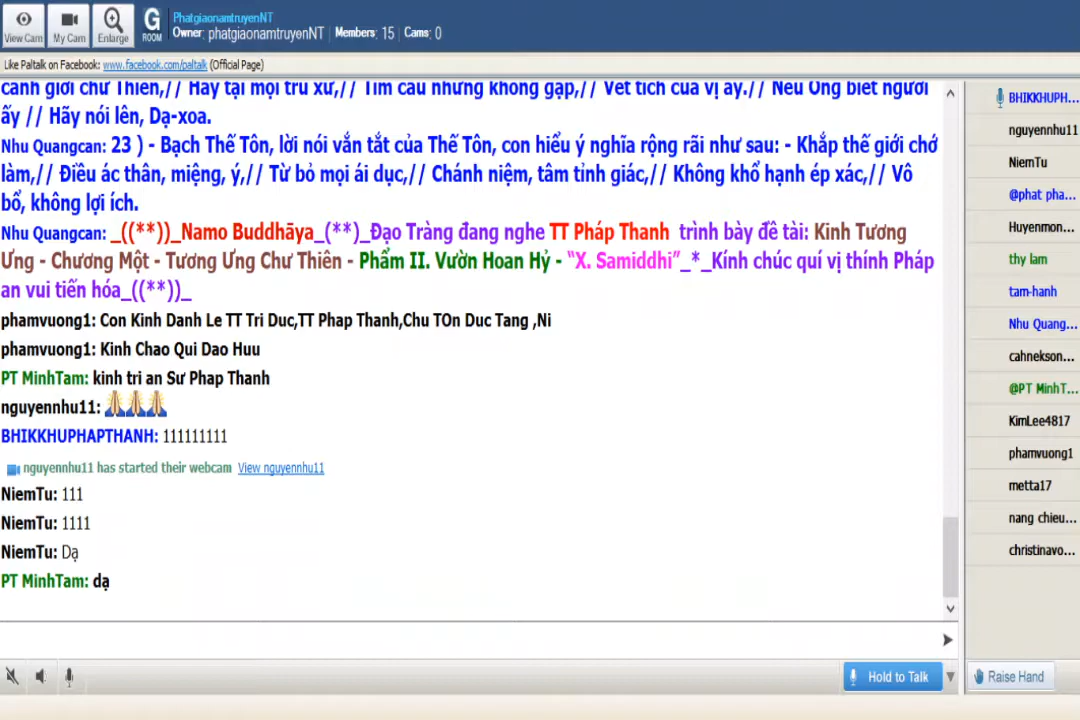 View Cam
My Cam
Enlarge
G
ROOM
PhatgiaonamtruyenNT
Owner: phatgiaonamtruyenNT | Members: 15 | Cams: 0
Like Paltalk on Facebook: www.facebook.com/paltalk (Official Page)
cảnh giới chư Thiên,// Hay tại mọi trú xứ,// Tìm cầu nhưng không gặp,// Vết tích của vị ấy.// Nếu Ông biết người
ấy // Hãy nói lên, Dạ-xoa.
Nhu Quangcan: 23 ) - Bạch Thế Tôn, lời nói vắn tắt của Thế Tôn, con hiểu ý nghĩa rộng rãi như sau: - Khắp thế giới chớ
làm,// Điều ác thân, miệng, ý,// Từ bỏ mọi ái dục,// Chánh niệm, tâm tỉnh giác,// Không khổ hạnh ép xác,// Vô
bổ, không lợi ích.
Nhu Quangcan: _((**))_Namo Buddhāya_(**)_Đạo Tràng đang nghe TT Pháp Thanh trình bày đề tài: Kinh Tương
Ưng - Chương Một - Tương Ưng Chư Thiên - Phẩm II. Vườn Hoan Hỷ - “X. Samiddhi”_*_Kính chúc quí vị thính Pháp
an vui tiến hóa_((**))_
phamvuong1: Con Kinh Danh Le TT Tri Duc,TT Phap Thanh,Chu TOn Duc Tang ,Ni
phamvuong1: Kinh Chao Qui Dao Huu
PT MinhTam: kinh tri an Sư Phap Thanh
nguyennhu11: 🙏🙏🙏
BHIKKHUPHAPTHANH: 111111111
nguyennhu11 has started their webcam View nguyennhu11
NiemTu: 111
NiemTu: 1111
NiemTu: Dạ
PT MinhTam: dạ
Hold to Talk
BHIKKHUPH...
nguyennhu11
NiemTu
@phat pha...
Huyenmon...
thy lam
tam-hanh
Nhu Quang...
cahnekson...
@PT MinhT...
KimLee4817
phamvuong1
metta17
nang chieu...
christinavo...
Raise Hand